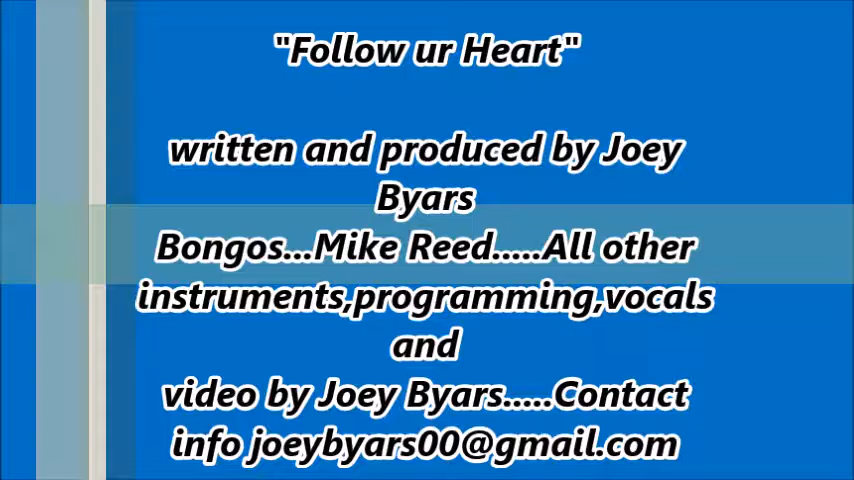 "Follow ur Heart"
written and produced by Joey
Byars
Bongos...Mike Reed.....All other
instruments,programming,vocals
and
video by Joey Byars.....Contact
info joeybyars00@gmail.com